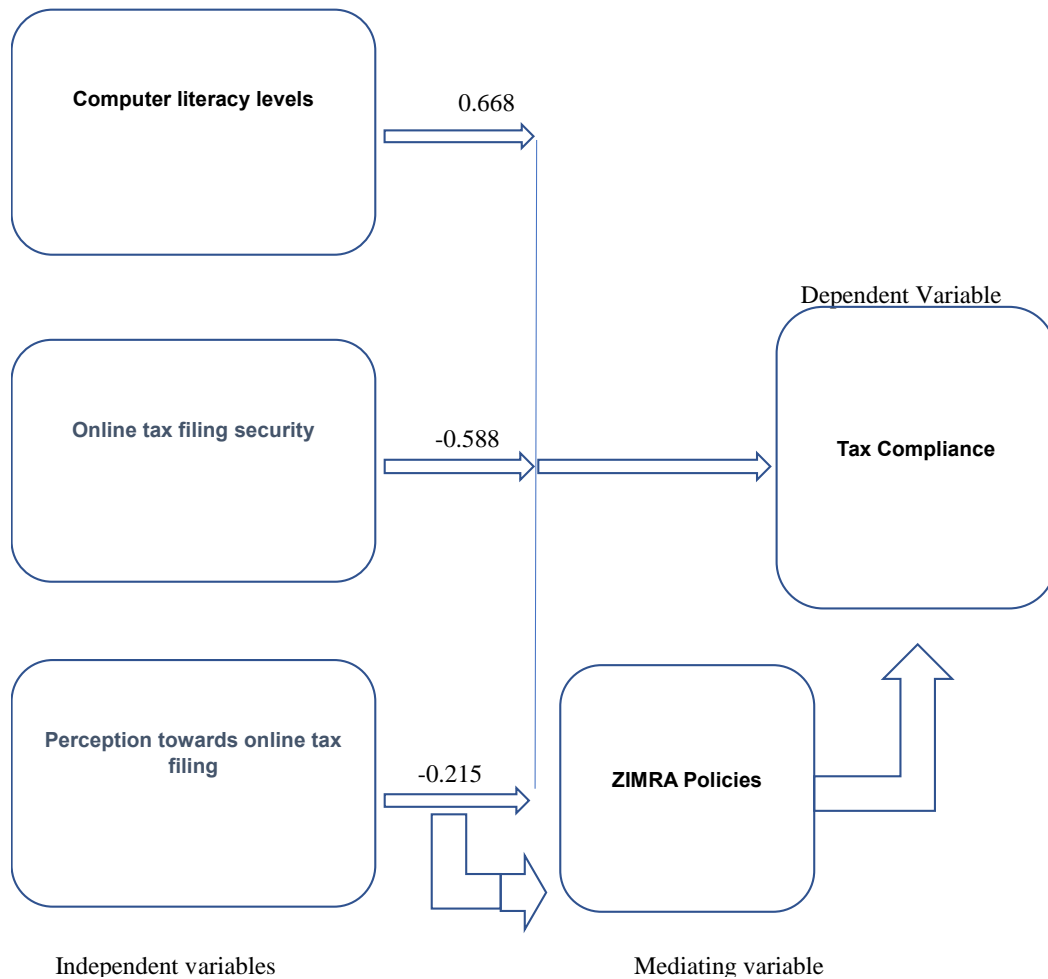 Computer literacy levels
0.668
Dependent Variable
Online tax filing security
-0.588
Tax Compliance
Perception towards online tax
filing
-0.215
ZIMRA Policies
Independent variables
Mediating variable